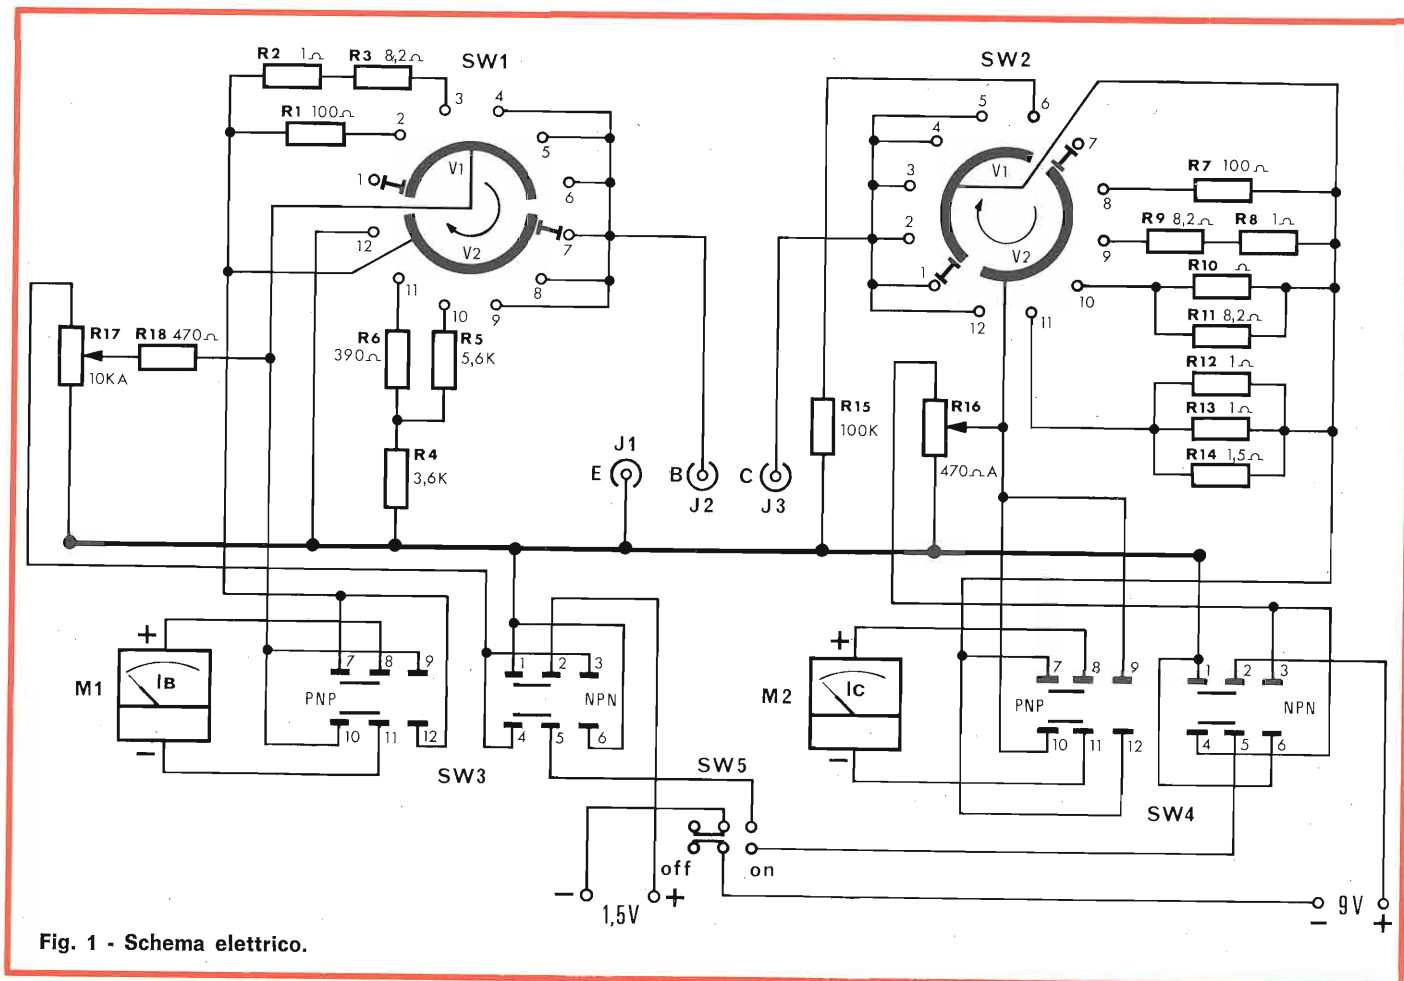 R2 1Ω R3 8,2Ω
SW1
R1 100Ω
1
2
3
4
5
6
7
8
9
10
11
12
V1
V2
SW2
1
2
3
4
5
6
7
8
9
10
11
12
V1
V2
R7 100Ω
R9 8,2Ω R8 1Ω
R10 Ω
R11 8,2Ω
R12 1Ω
R13 1Ω
R14 1,5Ω
R17
10KA
R18 470Ω
R6
390Ω
R5
5,6K
R4
3,6K
J1
E
B
J2
C
J3
R15
100K
R16
470Ω A
M1
+
IB
-
7 8 9
PNP
10 11 12
SW3
1 2 3
NPN
4 5 6
M2
+
IC
-
7 8 9
PNP
10 11 12
1 2 3
NPN
4 5 6
SW4
SW5
off
on
- 1,5V +
- 9V +
Fig. 1 - Schema elettrico.